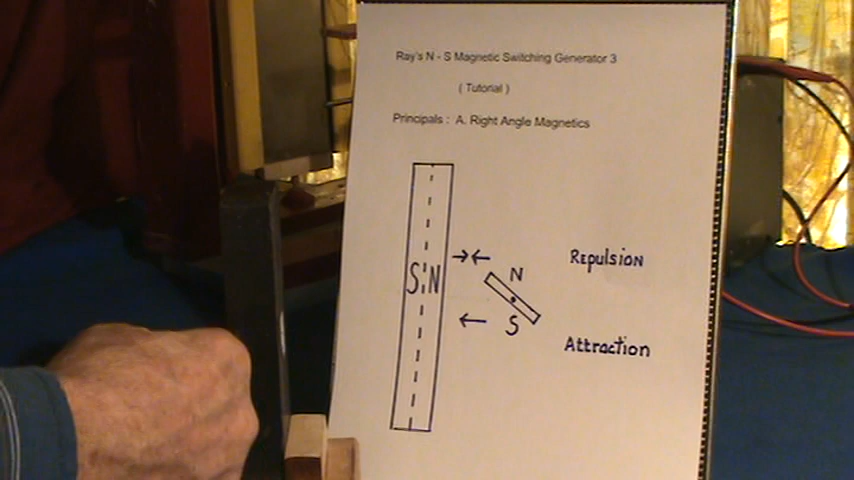 Ray's N - S Magnetic Switching Generator 3
( Tutorial )
Principals : A. Right Angle Magnetics
N
Repulsion
S N
S
Attraction